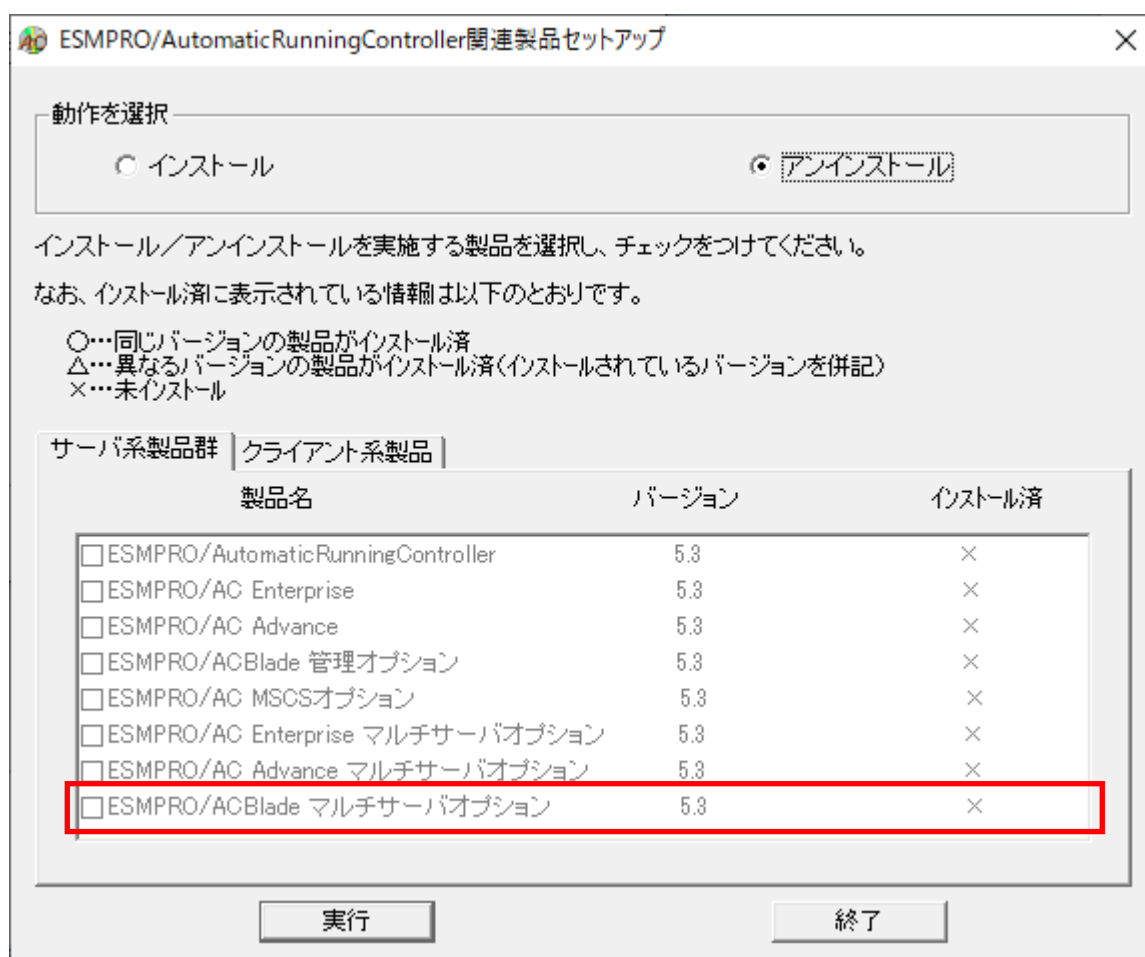 ESMPRO/AutomaticRunningController関連製品セットアップ
動作を選択
インストール アンインストール
インストール／アンインストールを実施する製品を選択し、チェックをつけてください。
なお、インストール済に表示されている情報は以下のとおりです。
○…同じバージョンの製品がインストール済
△…異なるバージョンの製品がインストール済(インストールされているバージョンを併記)
×…未インストール
サーバ系製品群 クライアント系製品
製品名 バージョン インストール済
ESMPRO/AutomaticRunningController 5.3 ×
ESMPRO/AC Enterprise 5.3 ×
ESMPRO/AC Advance 5.3 ×
ESMPRO/ACBlade 管理オプション 5.3 ×
ESMPRO/AC MSCSオプション 5.3 ×
ESMPRO/AC Enterprise マルチサーバオプション 5.3 ×
ESMPRO/AC Advance マルチサーバオプション 5.3 ×
ESMPRO/ACBlade マルチサーバオプション 5.3 ×
実行 終了